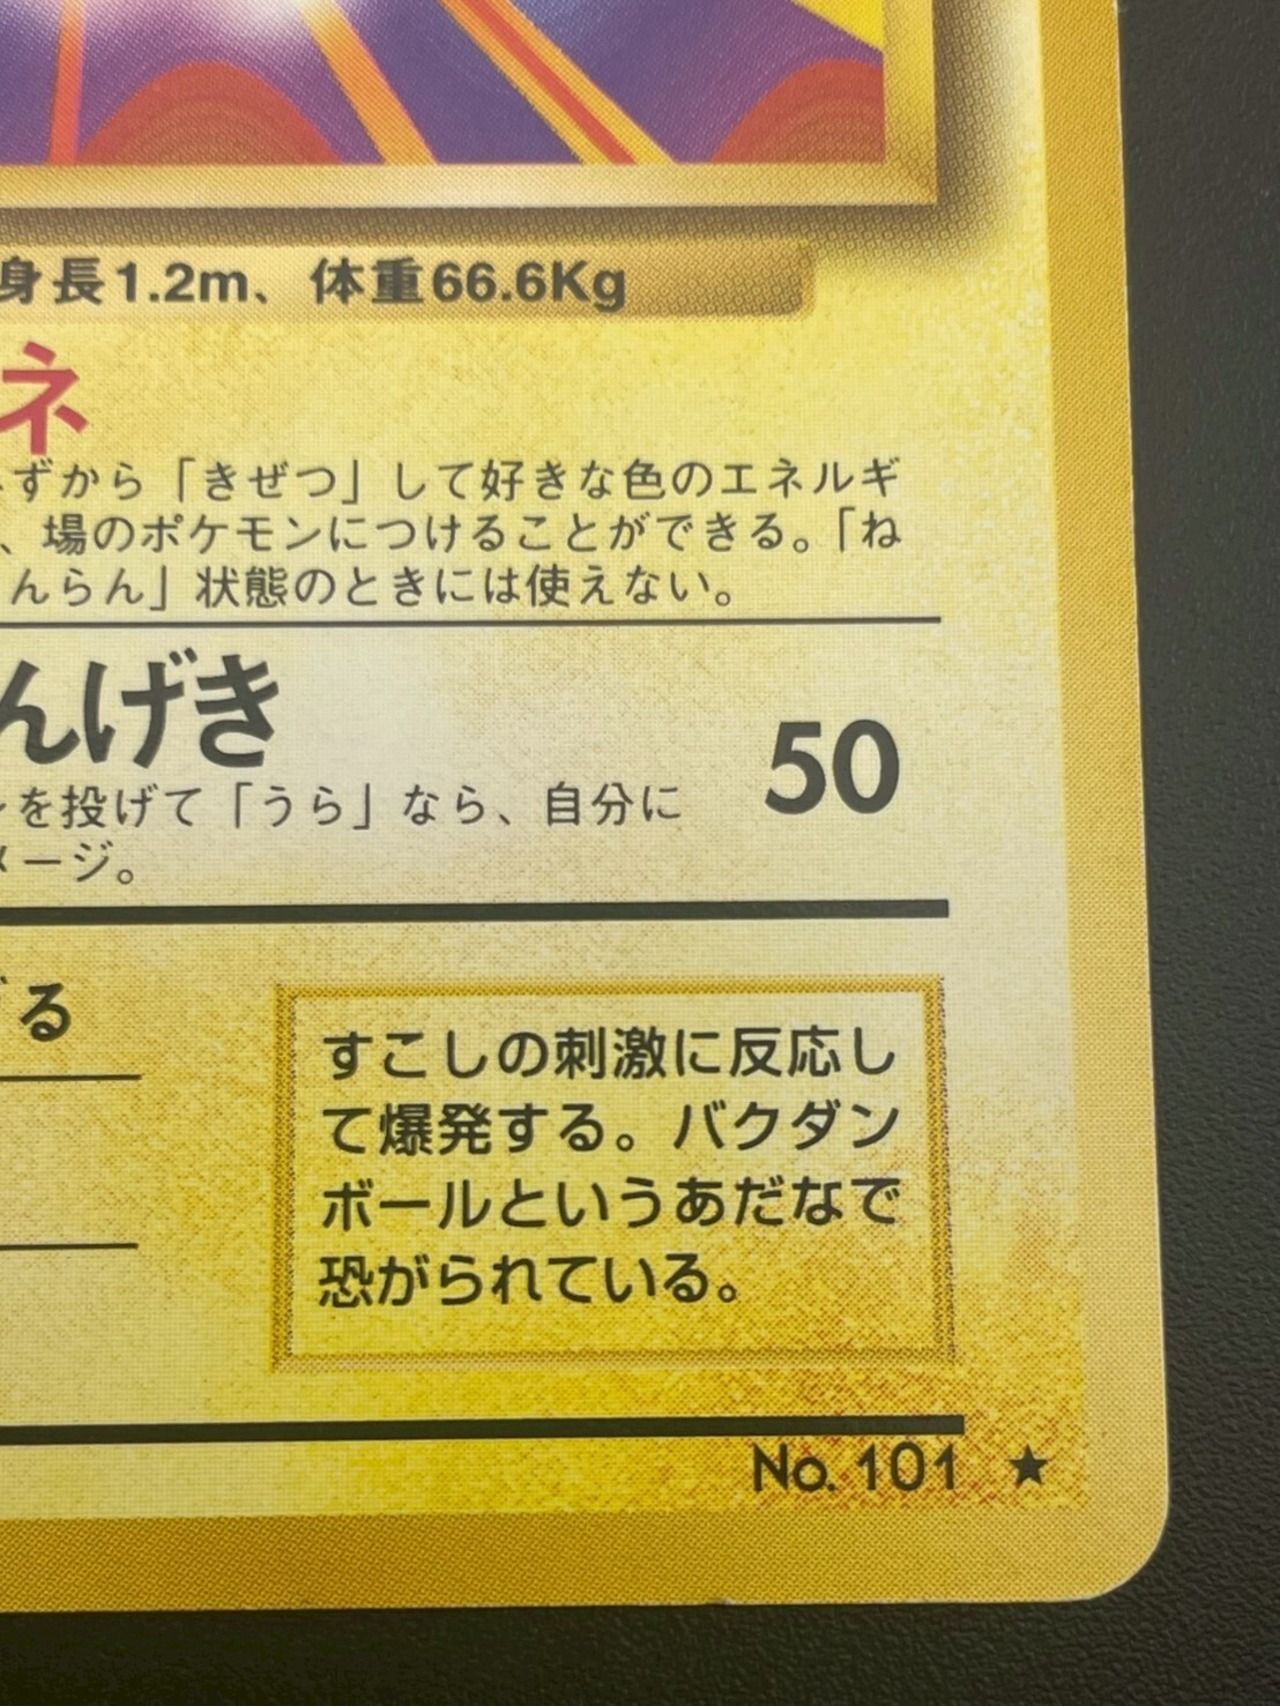 身長1.2m、体重66.6Kg
ネ
ずから「きぜつ」して好きな色のエネルギ
、場のポケモンにつけることができる。「ね
んらん」状態のときには使えない。
んげき
50
を投げて「うら」なら、自分に
メージ。
る
すこしの刺激に反応し
て爆発する。バクダン
ボールというあだなで
恐がられている。
No. 101 ★